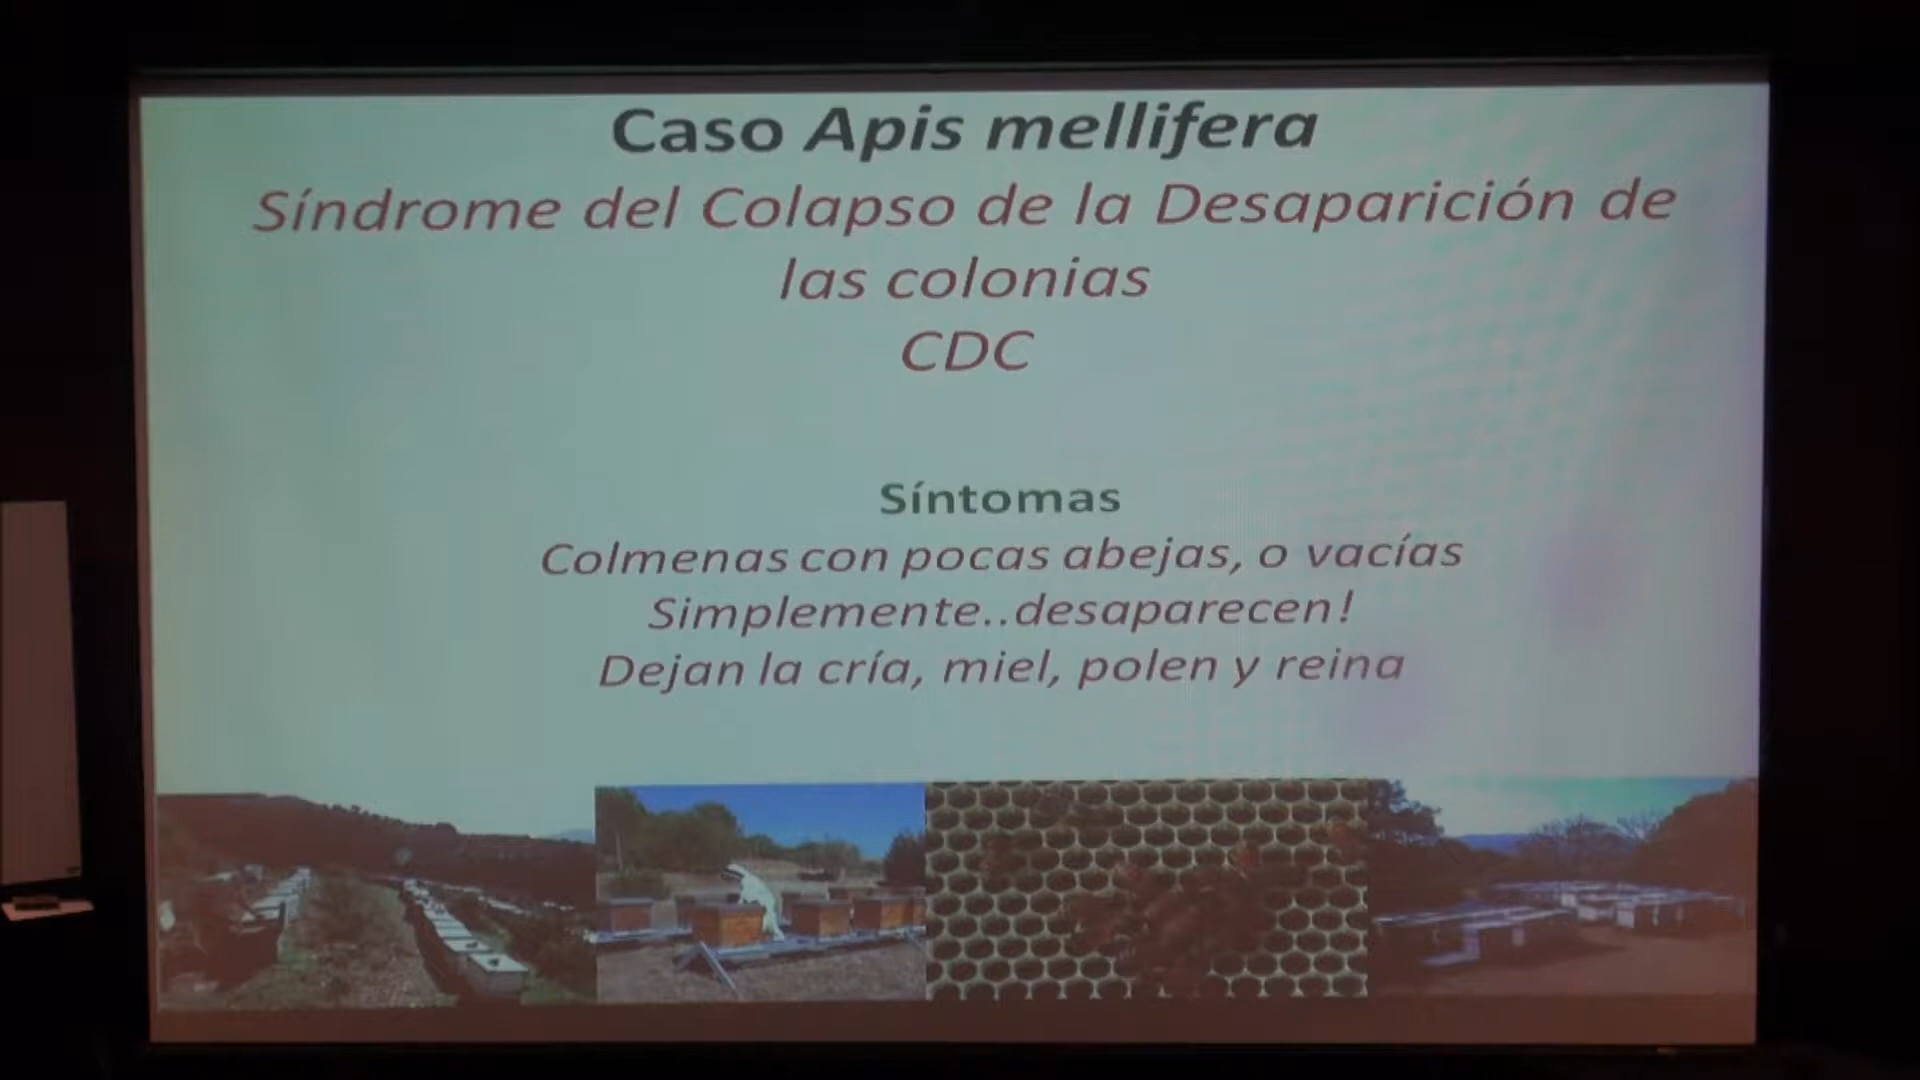 Caso Apis mellifera
Síndrome del Colapso de la Desaparición de
las colonias
CDC
Síntomas
Colmenas con pocas abejas, o vacías
Simplemente..desaparecen!
Dejan la cría, miel, polen y reina